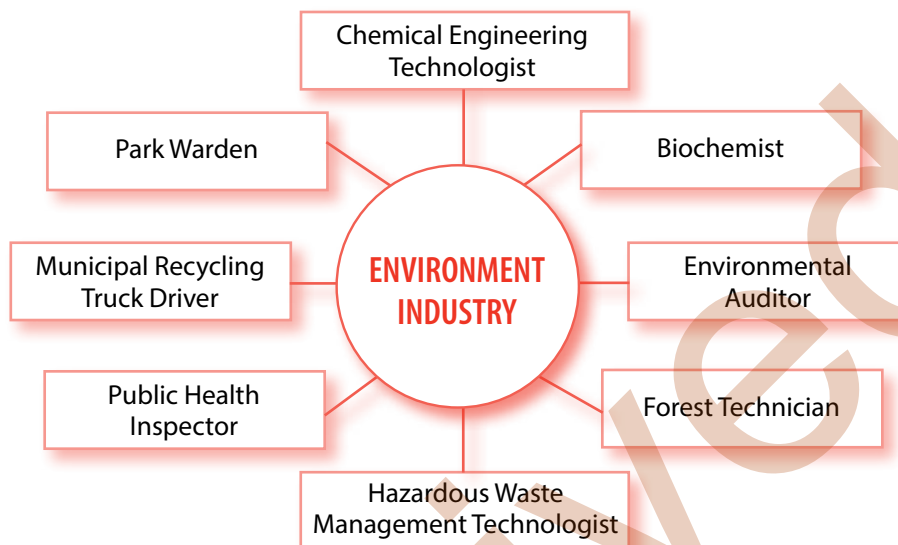 Chemical Engineering
Technologist
Park Warden
Biochemist
Municipal Recycling
Truck Driver
ENVIRONMENT
INDUSTRY
Environmental
Auditor
Public Health
Inspector
Forest Technician
Hazardous Waste
Management Technologist